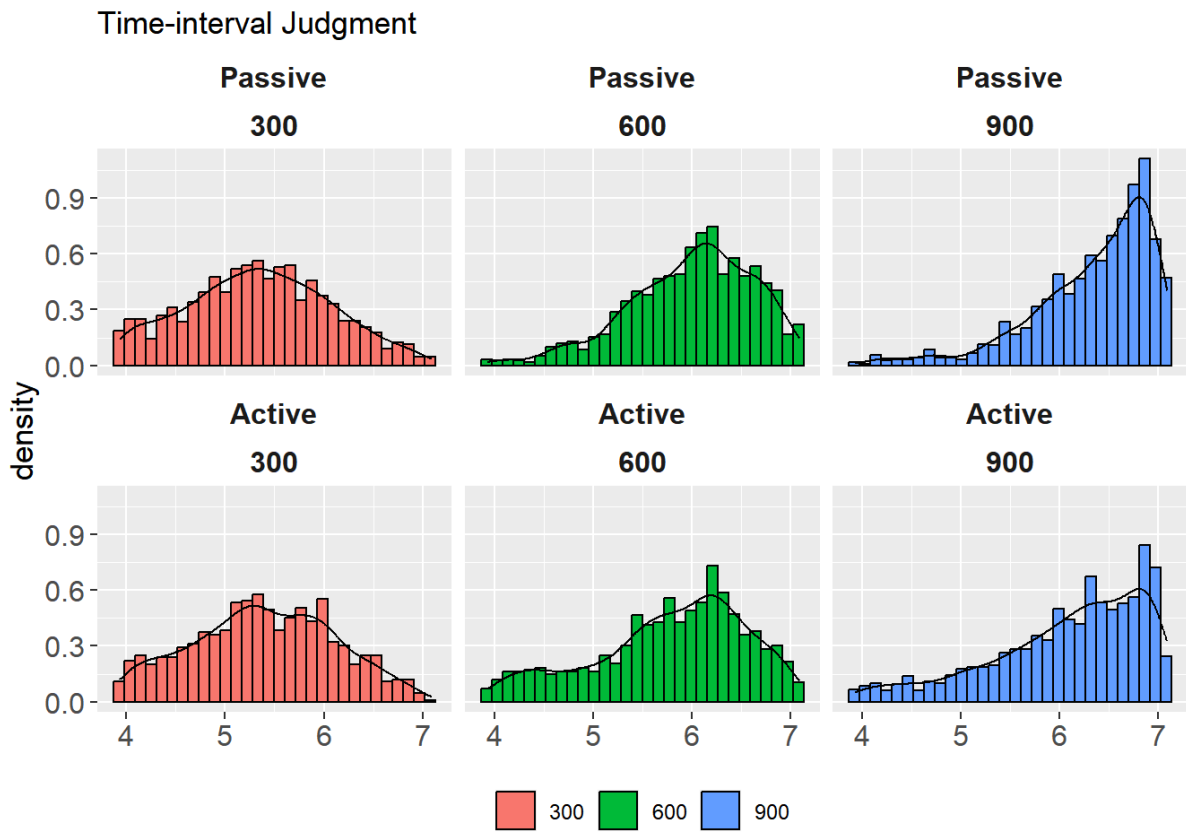 Time-interval Judgment
Passive Passive Passive
300 600 900
0.9
0.6
0.3
0.0
Active Active Active
300 600 900
density
0.9
0.6
0.3
0.0
4 5 6 7 4 5 6 7 4 5 6 7
300 600 900